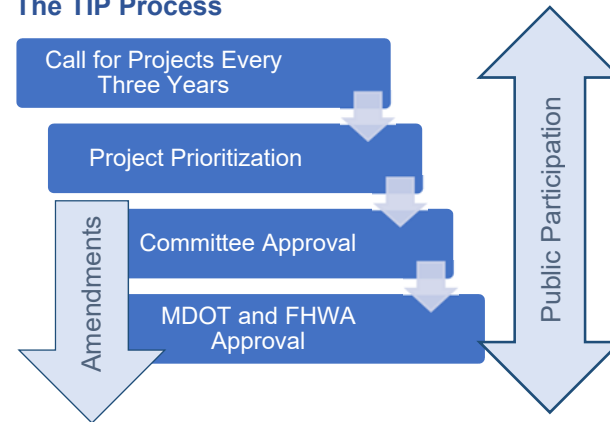 The TIP Process
Call for Projects Every
Three Years
Project Prioritization
Committee Approval
MDOT and FHWA
Approval
Amendments
Public Participation